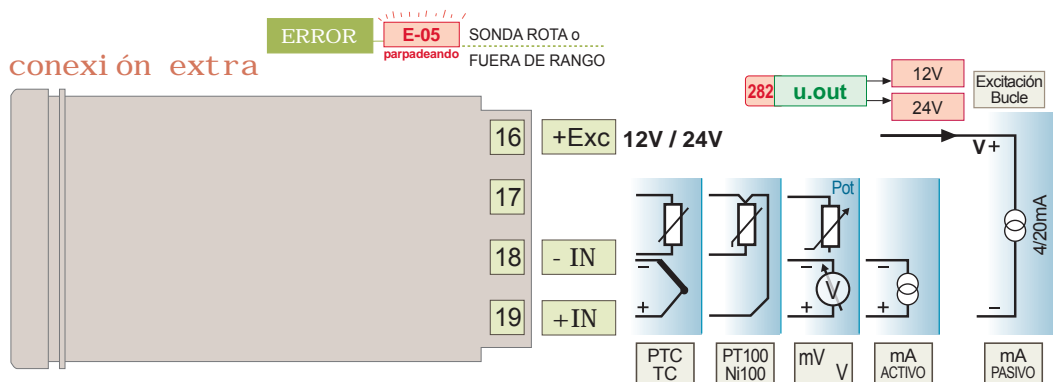 ERROR
E-05
parpadeando
SONDA ROTA o
FUERA DE RANGO
conexión extra
282
u.out
12V
24V
Excitación
Bucle
16
+Exc
12V / 24V
V+
17
Pot
18
- IN
4/20mA
19
+IN
−
+
−
V
+
−
+
−
PTC
TC
PT100
Ni100
mV
V
mA
ACTIVO
mA
PASIVO